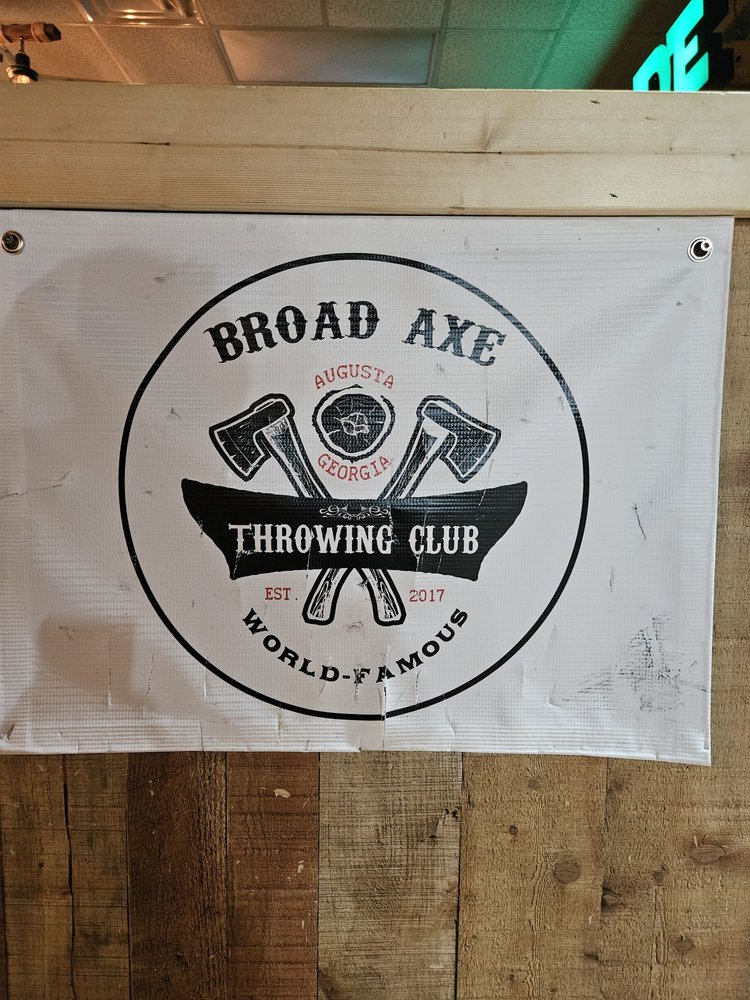 BROAD AXE
AUGUSTA
GEORGIA
THROWING CLUB
EST. 2017
WORLD-FAMOUS